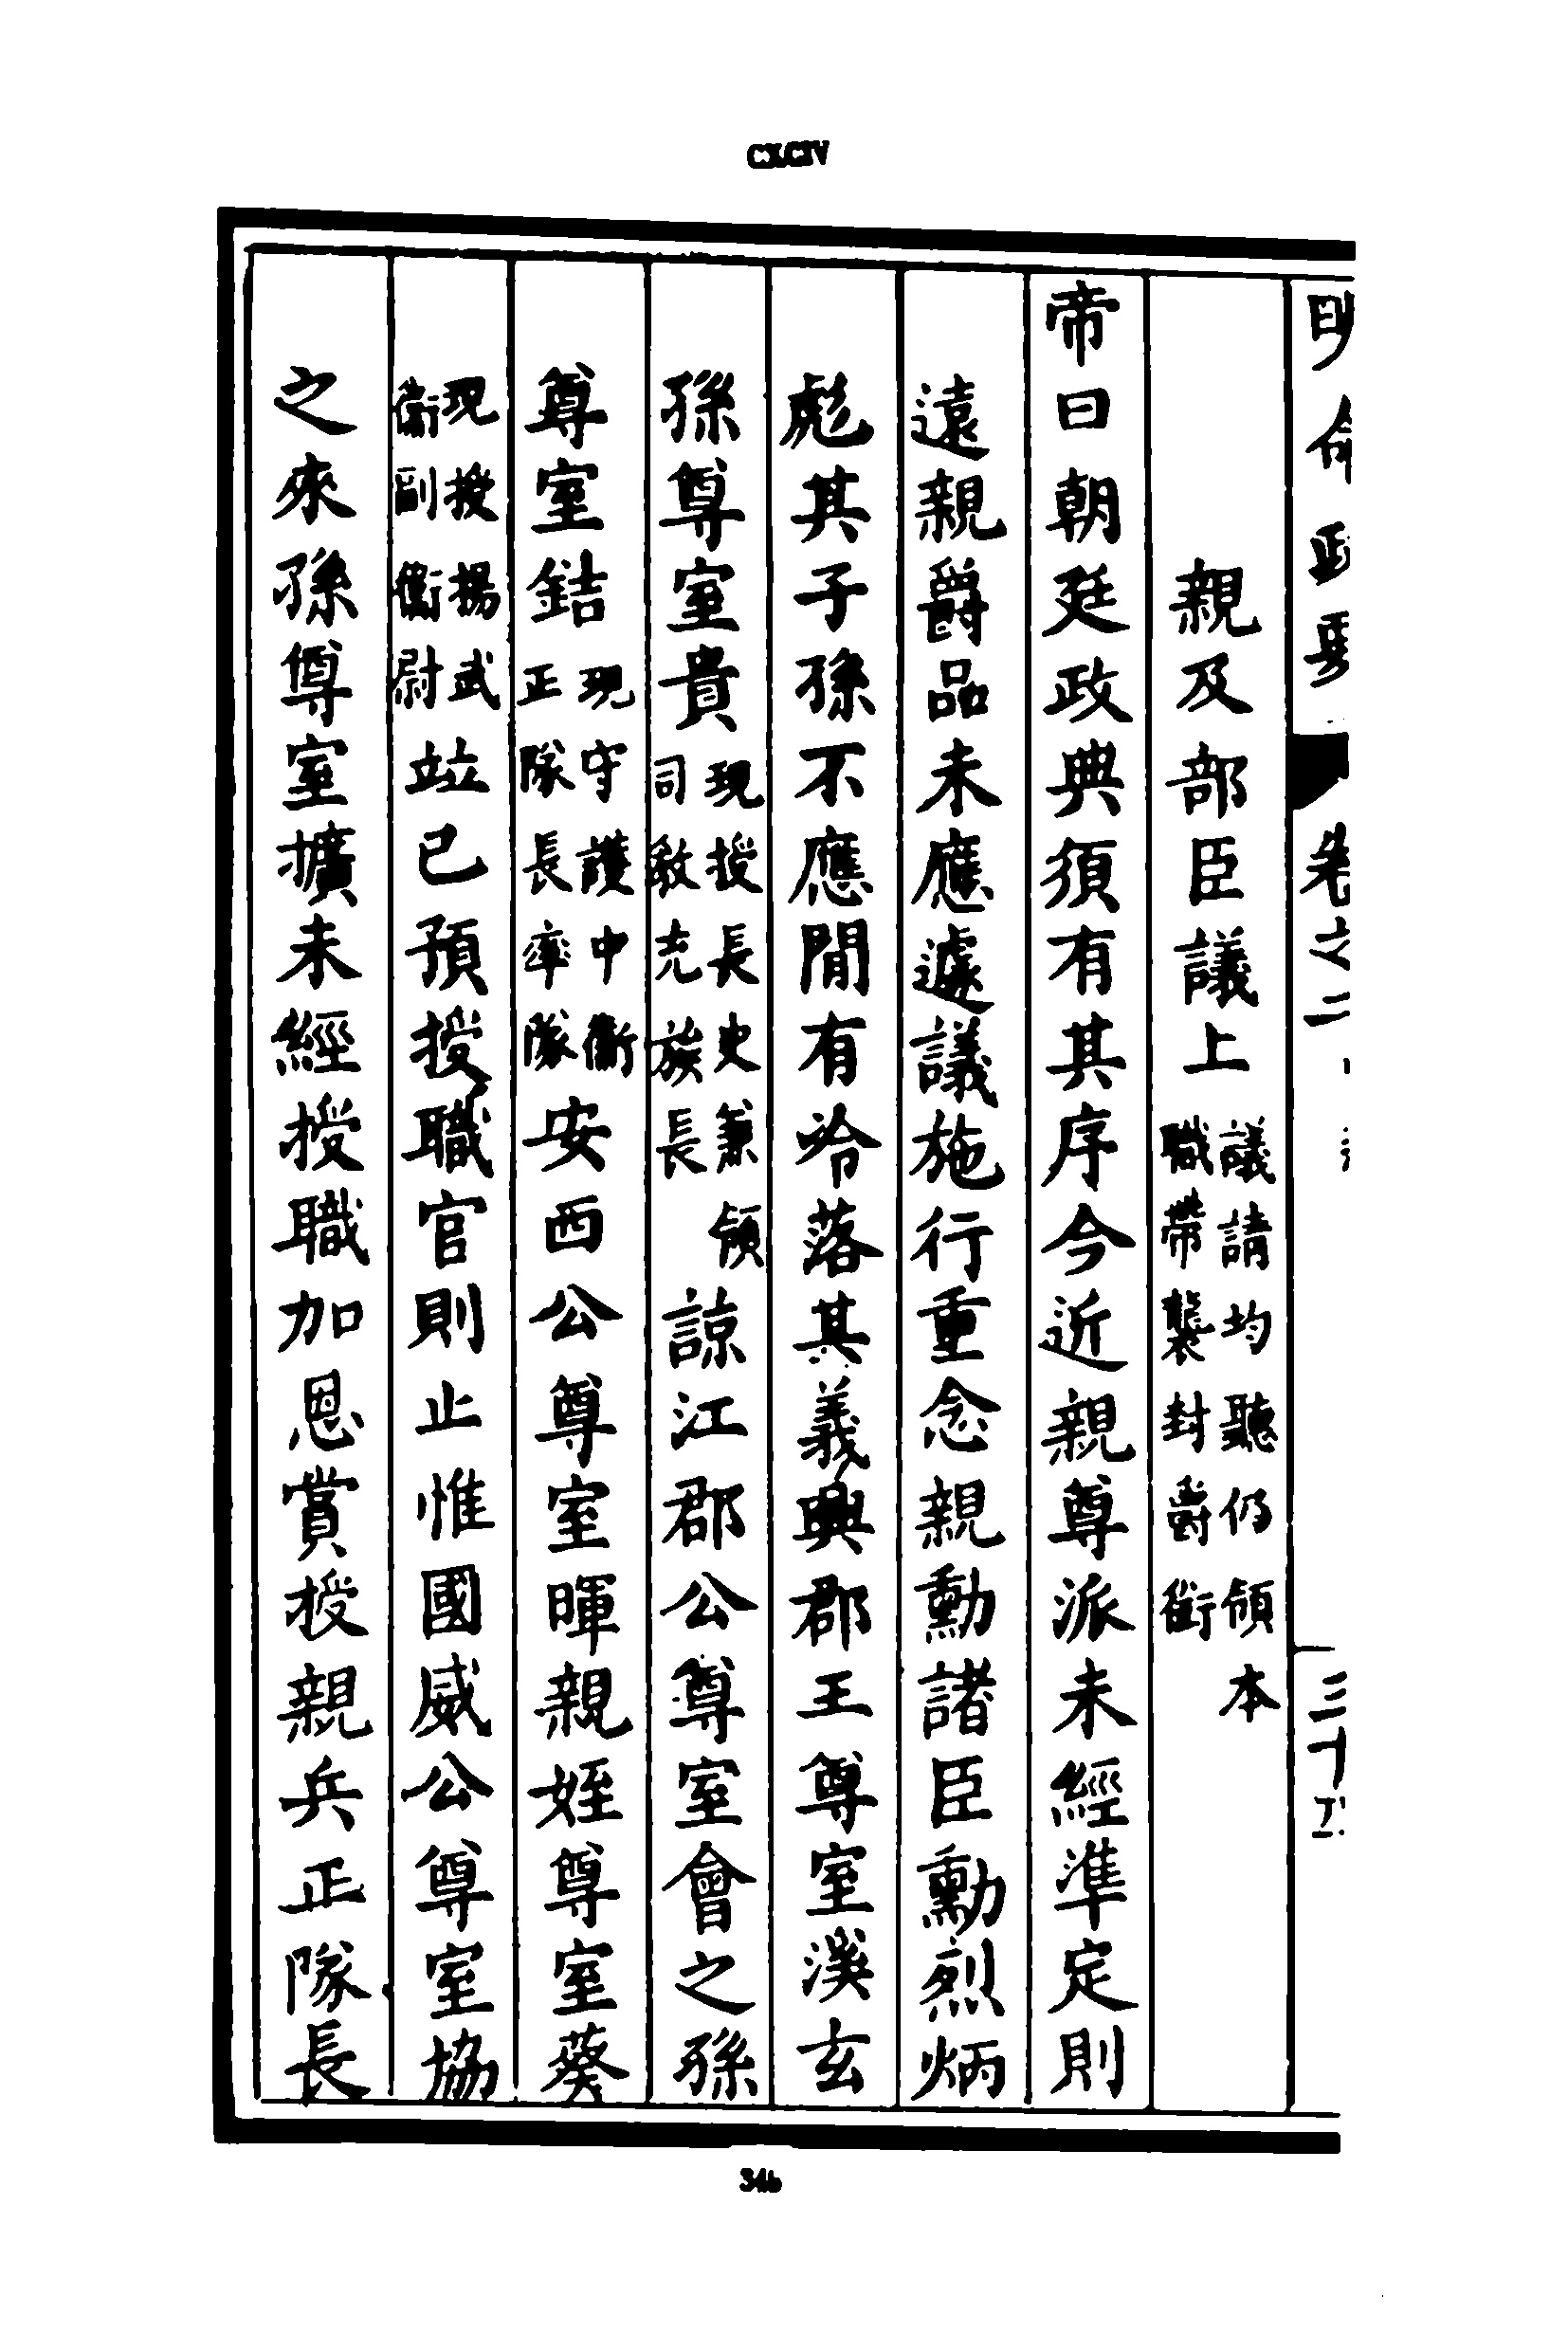 CXCIV
明命政要
卷之二
三十四
親及部臣議上議請均聽仍領本職帶襲封爵銜
帝曰朝廷政典須有其序今近親尊派未經準定則
遠親爵品未應遽議施行重念親勳諸臣勳烈炳
彪其子孫不應閒有冷落其義興郡王尊室漢玄
孫尊室貴現授長史兼領司教充族長諒江郡公尊室會之孫
尊室銡現守護中衛正隊長率隊安西公尊室暉親姪尊室葵
現授揚武衛副衛尉竝已預授職官則止惟國威公尊室協
之來孫尊室擴未經授職加恩賞授親兵正隊長
34b